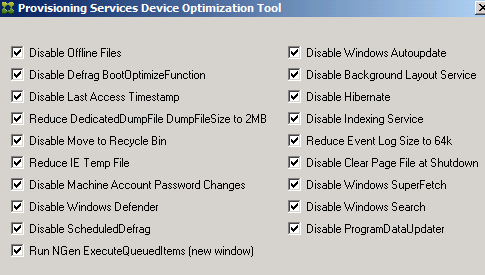 Provisioning Services Device Optimization Tool
Disable Offline Files
Disable Defrag BootOptimizeFunction
Disable Last Access Timestamp
Reduce DedicatedDumpFile DumpFileSize to 2MB
Disable Move to Recycle Bin
Reduce IE Temp File
Disable Machine Account Password Changes
Disable Windows Defender
Disable ScheduledDefrag
Run NGen ExecuteQueuedItems (new window)
Disable Windows Autoupdate
Disable Background Layout Service
Disable Hibernate
Disable Indexing Service
Reduce Event Log Size to 64k
Disable Clear Page File at Shutdown
Disable Windows SuperFetch
Disable Windows Search
Disable ProgramDataUpdater